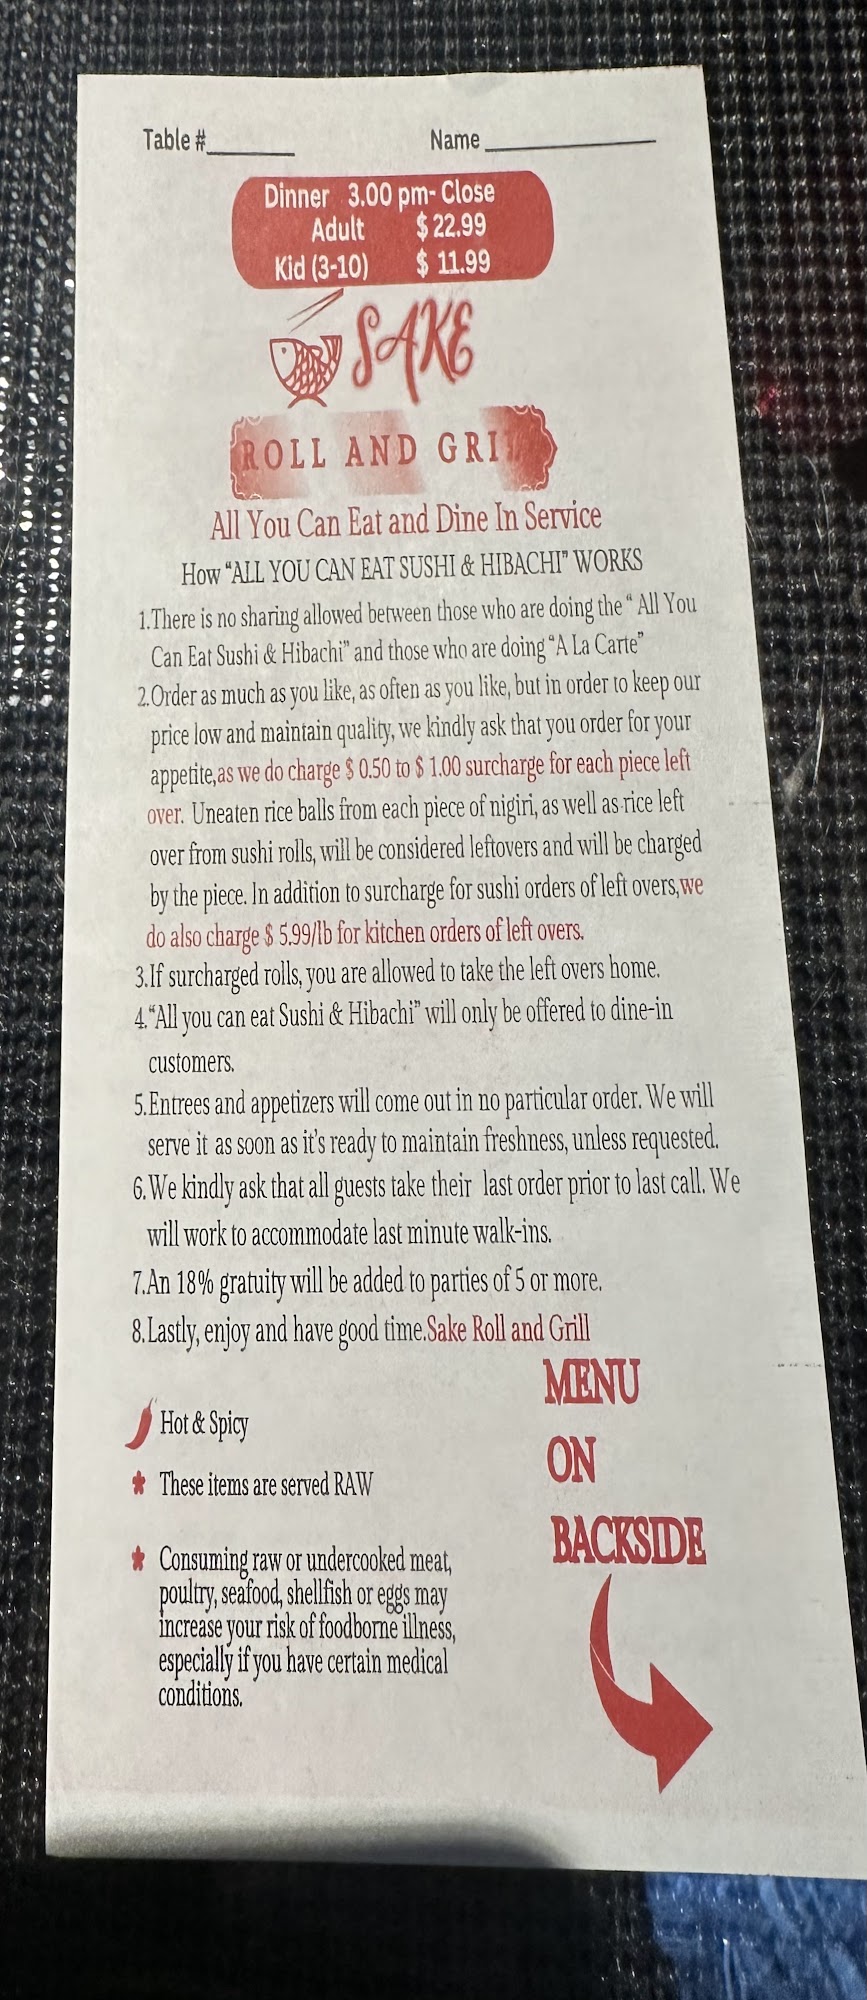 Table #______ Name ______________
Dinner 3.00 pm- Close
Adult $ 22.99
Kid (3-10) $ 11.99
SAKE
ROLL AND GRILL
All You Can Eat and Dine In Service
How “ALL YOU CAN EAT SUSHI & HIBACHI” WORKS
1.There is no sharing allowed between those who are doing the “ All You
Can Eat Sushi & Hibachi” and those who are doing “A La Carte”
2.Order as much as you like, as often as you like, but in order to keep our
price low and maintain quality, we kindly ask that you order for your
appetite,as we do charge $ 0.50 to $ 1.00 surcharge for each piece left
over. Uneaten rice balls from each piece of nigiri, as well as rice left
over from sushi rolls, will be considered leftovers and will be charged
by the piece. In addition to surcharge for sushi orders of left overs,we
do also charge $ 5.99/lb for kitchen orders of left overs.
3.If surcharged rolls, you are allowed to take the left overs home.
4.“All you can eat Sushi & Hibachi” will only be offered to dine-in
customers.
5.Entrees and appetizers will come out in no particular order. We will
serve it as soon as it's ready to maintain freshness, unless requested.
6.We kindly ask that all guests take their last order prior to last call. We
will work to accommodate last minute walk-ins.
7.An 18% gratuity will be added to parties of 5 or more.
8.Lastly, enjoy and have good time.Sake Roll and Grill
Hot & Spicy
These items are served RAW
Consuming raw or undercooked meat,
poultry, seafood, shellfish or eggs may
increase your risk of foodborne illness,
especially if you have certain medical
conditions.
MENU
ON
BACKSIDE